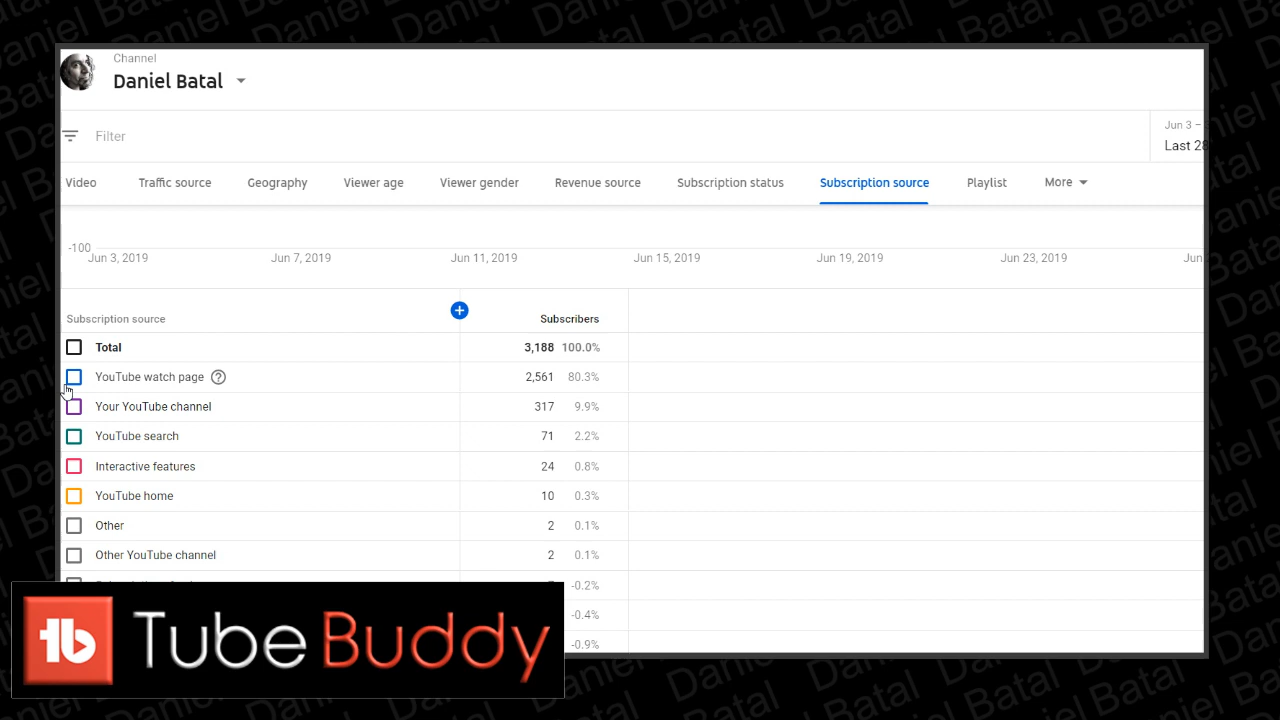 Channel
Daniel Batal
Filter
Jun 3 –
Last 28
Video Traffic source Geography Viewer age Viewer gender Revenue source Subscription status Subscription source Playlist More
-100
Jun 3, 2019 Jun 7, 2019 Jun 11, 2019 Jun 15, 2019 Jun 19, 2019 Jun 23, 2019 Jun
Subscription source Subscribers
Total 3,188 100.0%
YouTube watch page 2,561 80.3%
Your YouTube channel 317 9.9%
YouTube search 71 2.2%
Interactive features 24 0.8%
YouTube home 10 0.3%
Other 2 0.1%
Other YouTube channel 2 0.1%
-0.2%
-0.4%
-0.9%
tb TubeBuddy
Daniel Batal